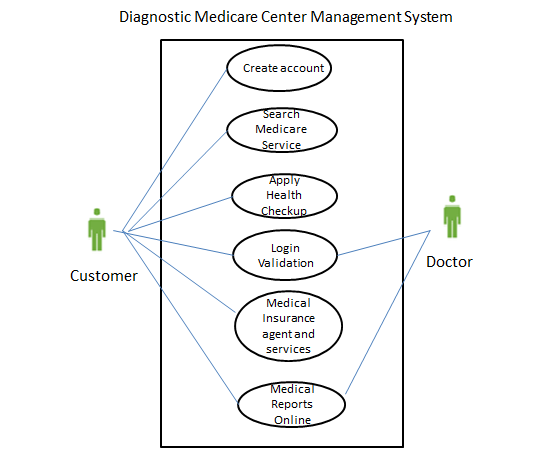 Diagnostic Medicare Center Management System
Create account
Search
Medicare
Service
Apply
Health
Checkup
Login
Validation
Customer
Doctor
Medical
Insurance
agent and
services
Medical
Reports
Online